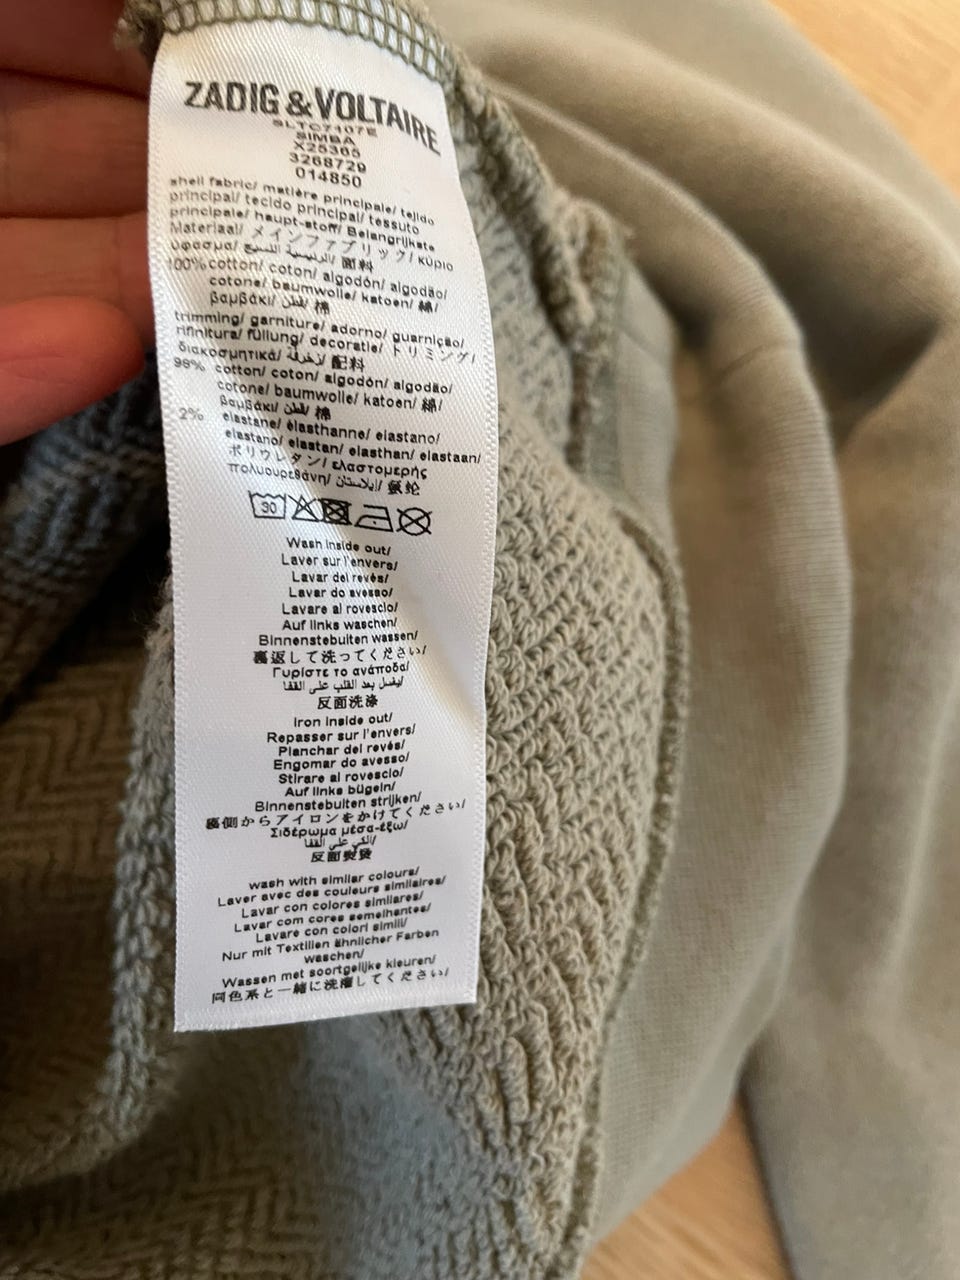 ZADIG & VOLTAIRE
SLTC7107E
SIMBA
X25365
3268729
014850
shell fabric/ matière principale/ tejido
principal/ tecido principal/ tessuto
principale/ haupt-stoff/ Belangrijkste
Materiaal/ メインファブリック/ κύριο
ύφασμα/ الرئيسية النسيج/ 面料
100% cotton/ coton/ algodón/ algodão/
cotone/ baumwolle/ katoen/ 綿/
βαμβάκι/ قطن/ 棉
trimming/ garniture/ adorno/ guarnição/
rifinitura/ füllung/ decoratie/ トリミング/
διακοσμητικά/ زخرفة/ 配料
98% cotton/ coton/ algodón/ algodão/
cotone/ baumwolle/ katoen/ 綿/
βαμβάκι/ قطن/ 棉
2% elastane/ élasthanne/ elastano/
elastano/ elastan/ elasthan/ elastaan/
ポリウレタン/ ελαστομερής
πολυουρεθάνη/ إيلاستان/ 氨纶
30
Wash inside out/
Laver sur l'envers/
Lavar del revés/
Lavar do avesso/
Lavare al rovescio/
Auf links waschen/
Binnenstebuiten wassen/
裏返して洗ってください/
Γυρίστε το ανάποδα/
يغسل بعد القلب على القفا/
反面洗涤
Iron inside out/
Repasser sur l'envers/
Planchar del revés/
Engomar do avesso/
Stirare al rovescio/
Auf links bügeln/
Binnenstebuiten strijken/
裏側からアイロンをかけてください/
Σιδέρωμα μέσα-έξω/
الكي على القفا/
反面熨烫
wash with similar colours/
Laver avec des couleurs similaires/
Lavar con colores similares/
Lavar com cores semelhantes/
Lavare con colori simili/
Nur mit Textilien ähnlicher Farben
waschen/
Wassen met soortgelijke kleuren/
同色系と一緒に洗濯してください/